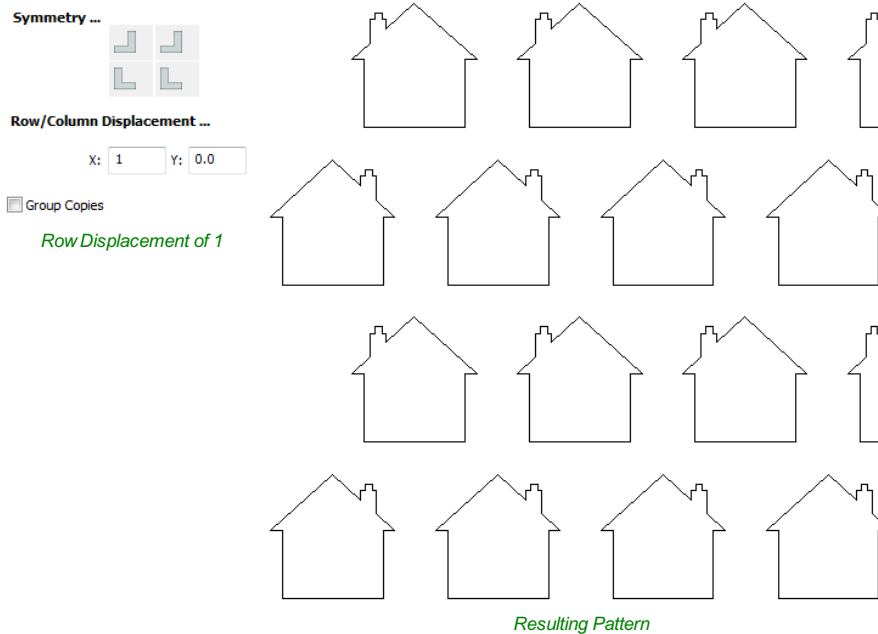 Symmetry ...
Row/Column Displacement ...
X: 1 Y: 0.0
Group Copies
Row Displacement of 1
Resulting Pattern